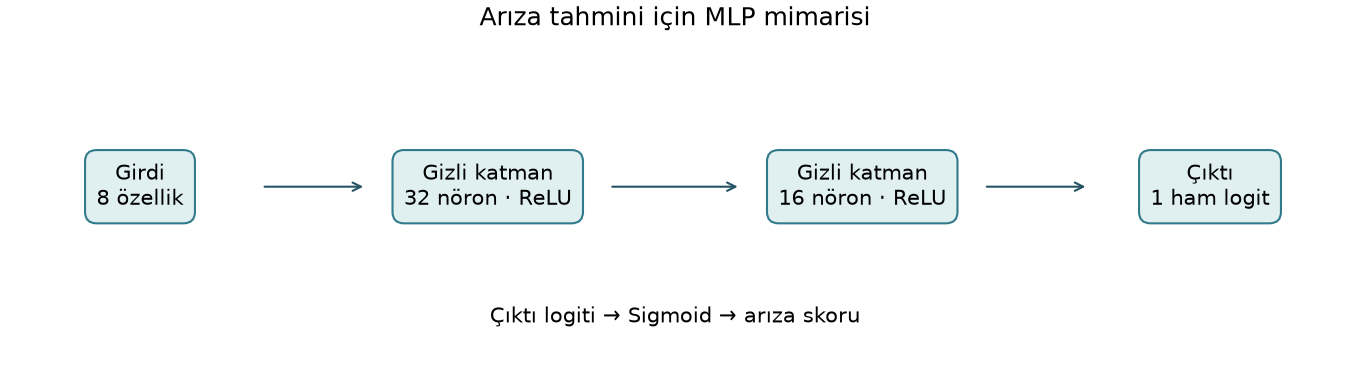 Arıza tahmini için MLP mimarisi
Girdi
8 özellik
Gizli katman
32 nöron · ReLU
Gizli katman
16 nöron · ReLU
Çıktı
1 ham logit
Çıktı logiti → Sigmoid → arıza skoru